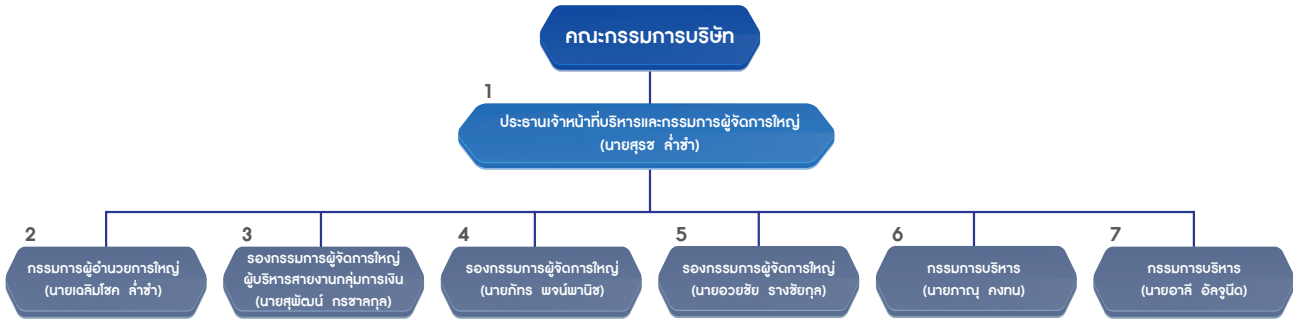 คณะกรรมการบริษัท
1
ประธานเจ้าหน้าที่บริหารและกรรมการผู้จัดการใหญ่
(นายสุรช ล่ำซำ)
2
กรรมการผู้อำนวยการใหญ่
(นายเฉลิมโชค ล่ำซำ)
3
รองกรรมการผู้จัดการใหญ่
ผู้บริหารสายงานกลุ่มการเงิน
(นายสุพัฒน์ กรชาลกุล)
4
รองกรรมการผู้จัดการใหญ่
(นายภัทร พจน์พานิช)
5
รองกรรมการผู้จัดการใหญ่
(นายอวยชัย รางชัยกุล)
6
กรรมการบริหาร
(นายภาณุ คงทน)
7
กรรมการบริหาร
(นายอาลี อัลจูนีด)